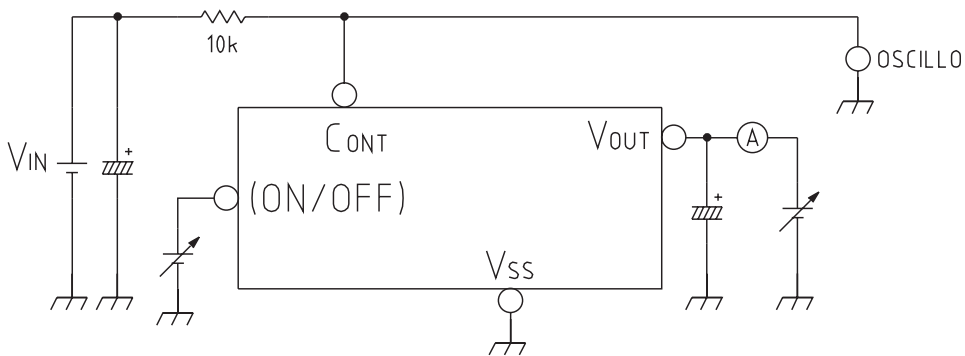 10k
OSCILLO
CONT
VOUT
A
VIN
+
(ON/OFF)
+
VSS